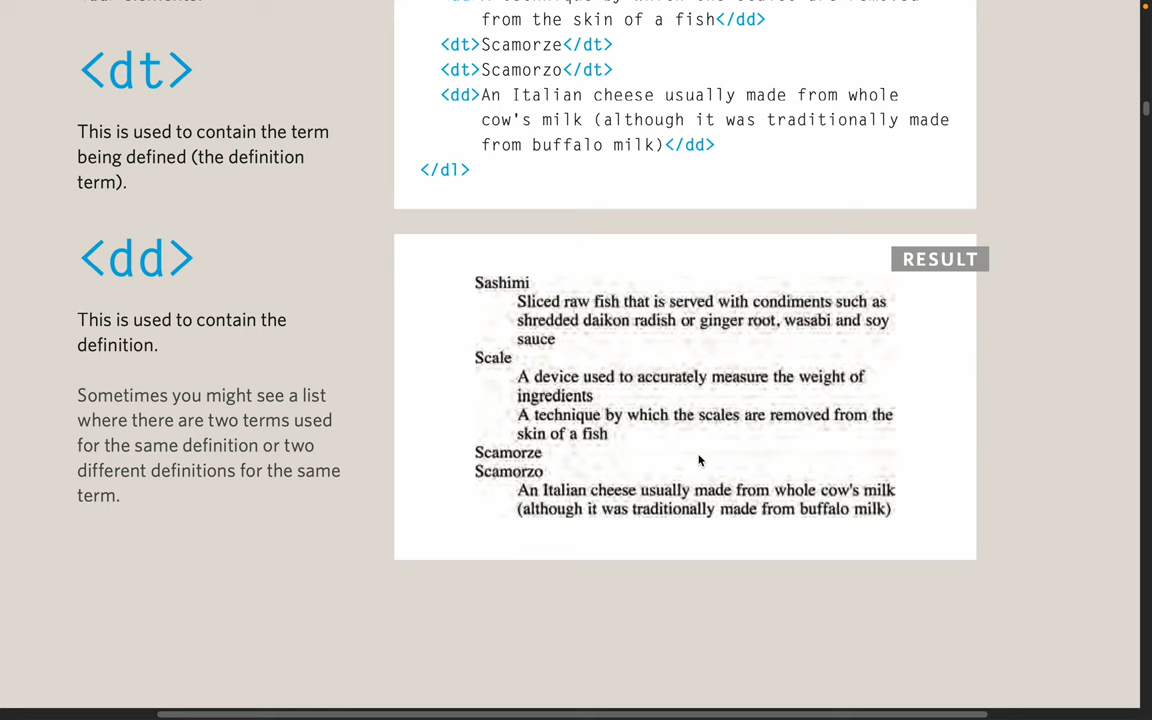 <dt>
This is used to contain the term
being defined (the definition
term).
<dd>
This is used to contain the
definition.
Sometimes you might see a list
where there are two terms used
for the same definition or two
different definitions for the same
term.
from the skin of a fish</dd>
<dt>Scamorze</dt>
<dt>Scamorzo</dt>
<dd>An Italian cheese usually made from whole
cow's milk (although it was traditionally made
from buffalo milk)</dd>
</dl>
RESULT
Sashimi
Sliced raw fish that is served with condiments such as
shredded daikon radish or ginger root, wasabi and soy
sauce
Scale
A device used to accurately measure the weight of
ingredients
A technique by which the scales are removed from the
skin of a fish
Scamorze
Scamorzo
An Italian cheese usually made from whole cow's milk
(although it was traditionally made from buffalo milk)